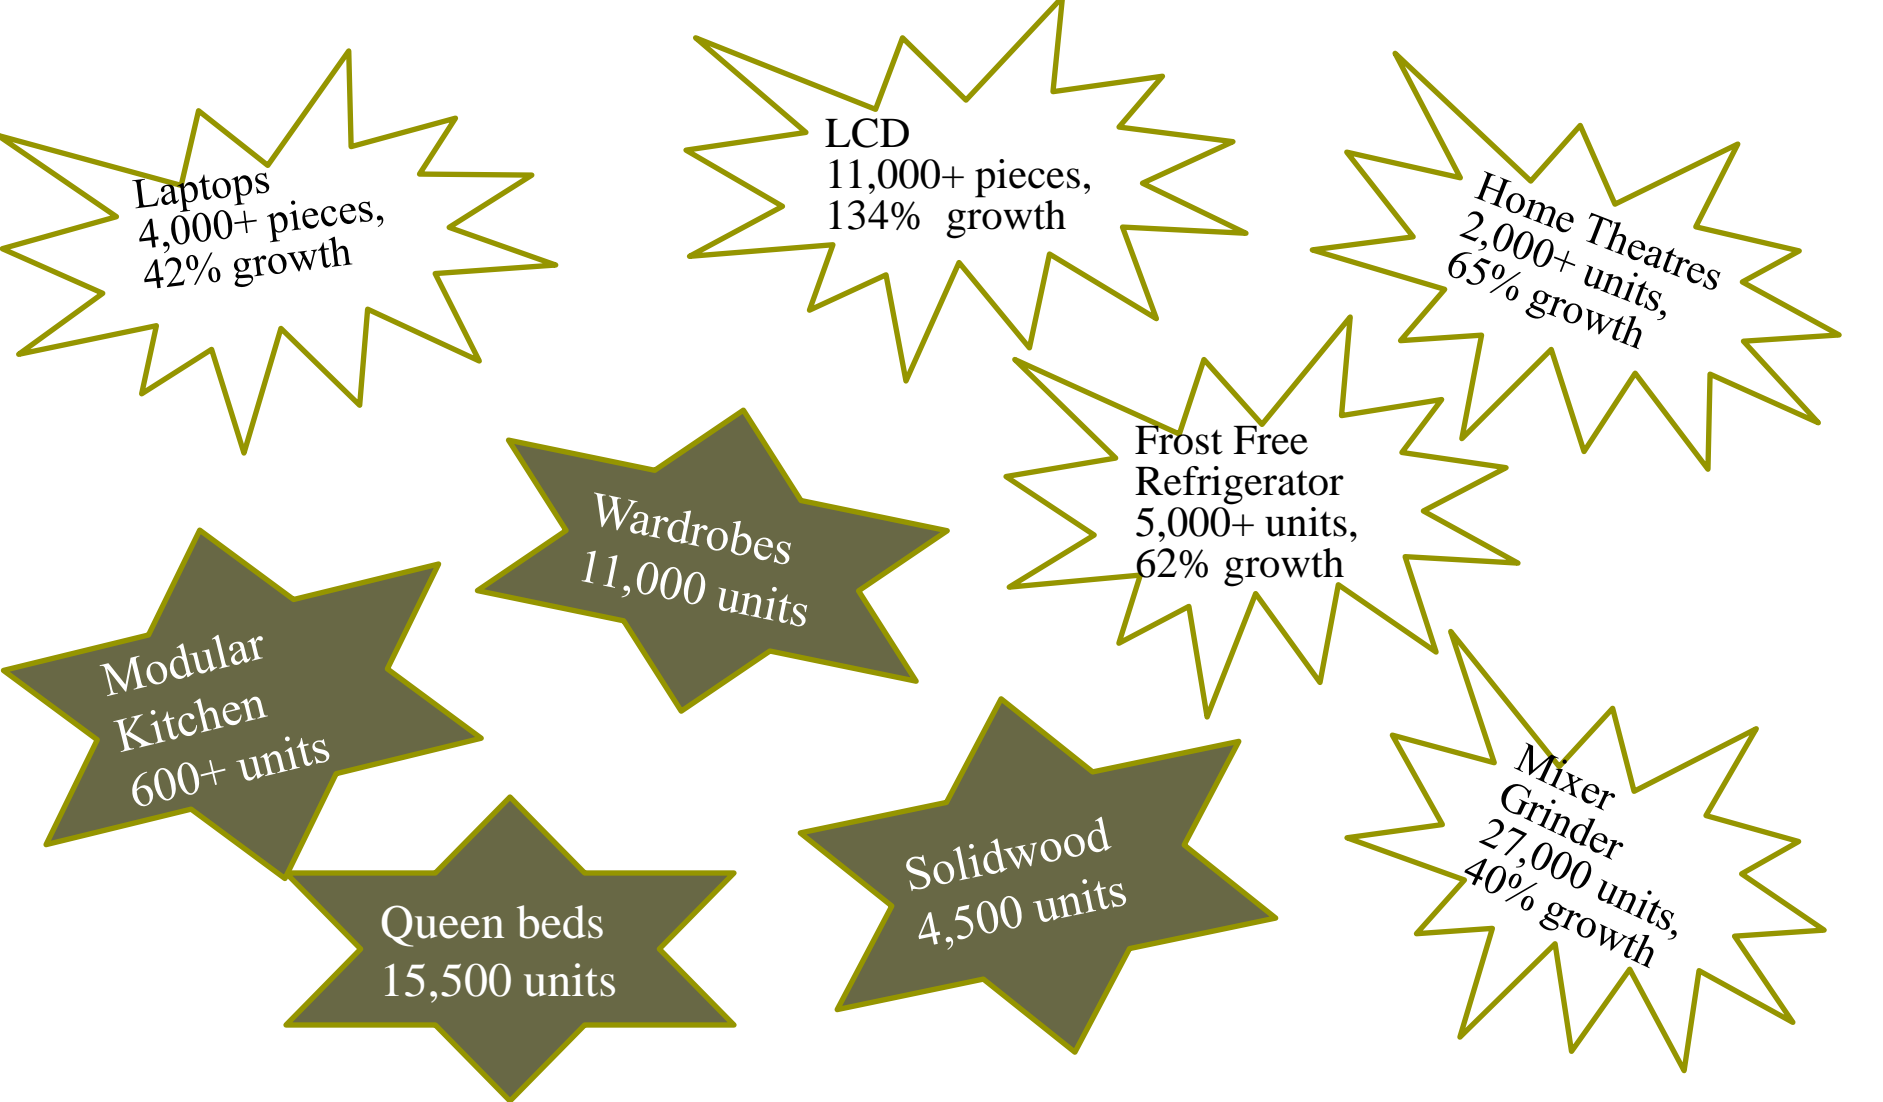 Laptops
4,000+ pieces,
42% growth
LCD
11,000+ pieces,
134% growth
Home Theatres
2,000+ units,
65% growth
Frost Free
Refrigerator
5,000+ units,
62% growth
Wardrobes
11,000 units
Modular
Kitchen
600+ units
Queen beds
15,500 units
Solidwood
4,500 units
Mixer
Grinder
27,000 units,
40% growth